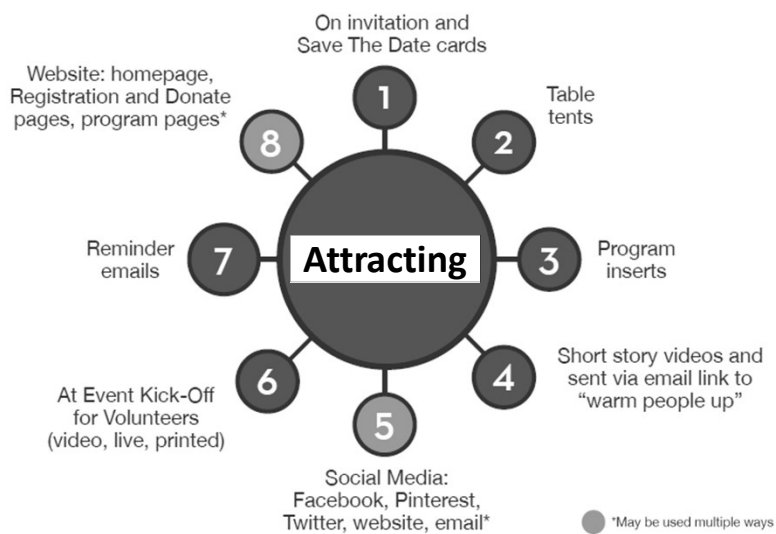 On invitation and
Save The Date cards
1
Table
tents
2
Program
inserts
3
Short story videos and
sent via email link to
“warm people up”
4
Social Media:
Facebook, Pinterest,
Twitter, website, email*
5
At Event Kick-Off
for Volunteers
(video, live, printed)
6
Reminder
emails
7
Website: homepage,
Registration and Donate
pages, program pages*
8
Attracting
*May be used multiple ways